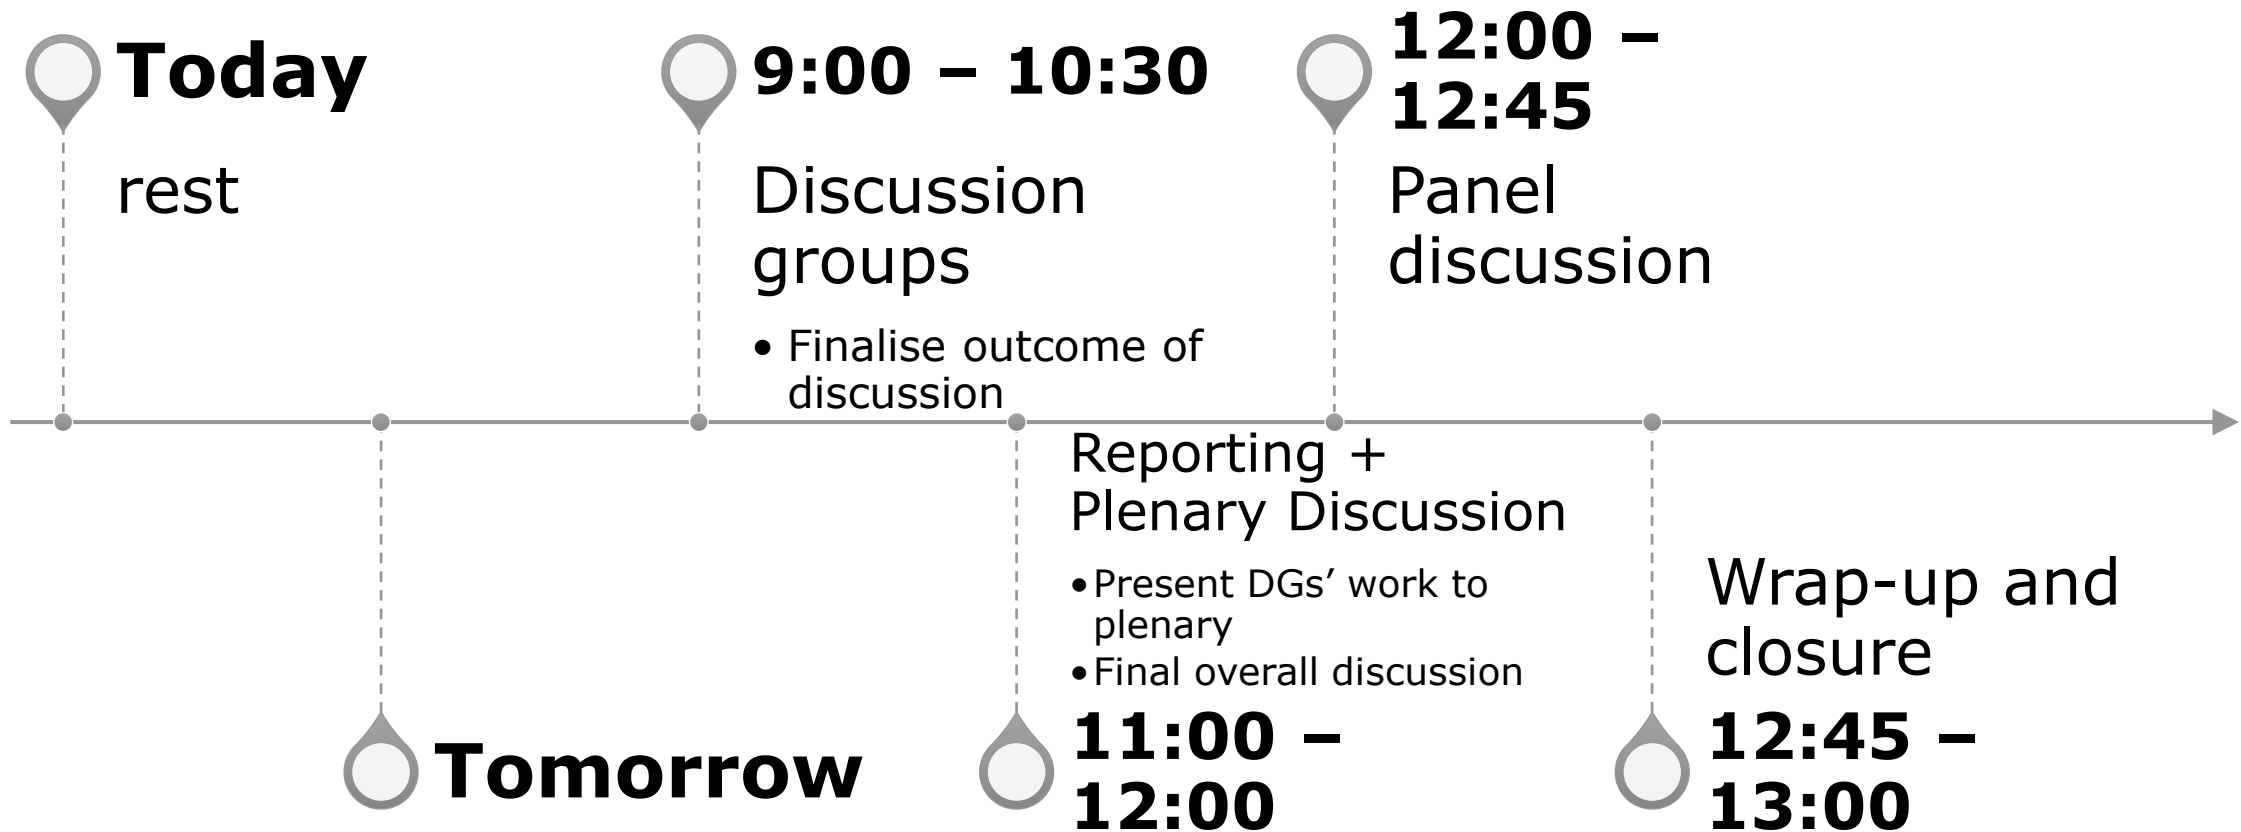 Today
rest
Tomorrow
9:00 – 10:30
Discussion
groups
• Finalise outcome of
discussion
Reporting +
Plenary Discussion
•Present DGs’ work to
plenary
•Final overall discussion
11:00 –
12:00
12:00 –
12:45
Panel
discussion
Wrap-up and
closure
12:45 –
13:00